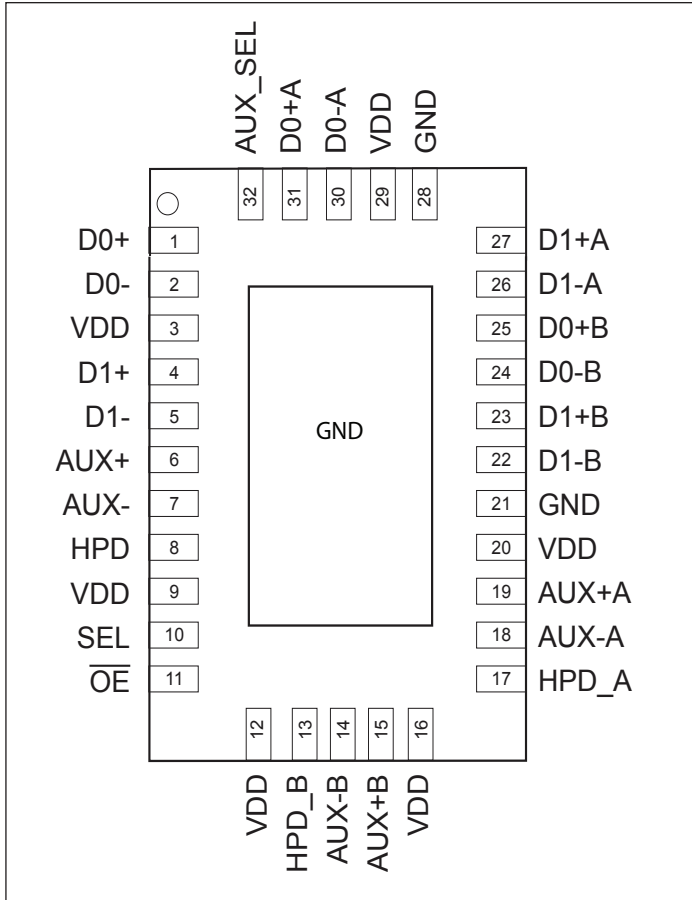 AUX_SEL
D0+A
D0-A
VDD
GND
32
31
30
29
28
D0+ 1
D0- 2
VDD 3
D1+ 4
D1- 5
AUX+ 6
AUX- 7
HPD 8
VDD 9
SEL 10
O̅E̅ 11
GND
27 D1+A
26 D1-A
25 D0+B
24 D0-B
23 D1+B
22 D1-B
21 GND
20 VDD
19 AUX+A
18 AUX-A
17 HPD_A
12
13
14
15
16
VDD
HPD_B
AUX-B
AUX+B
VDD